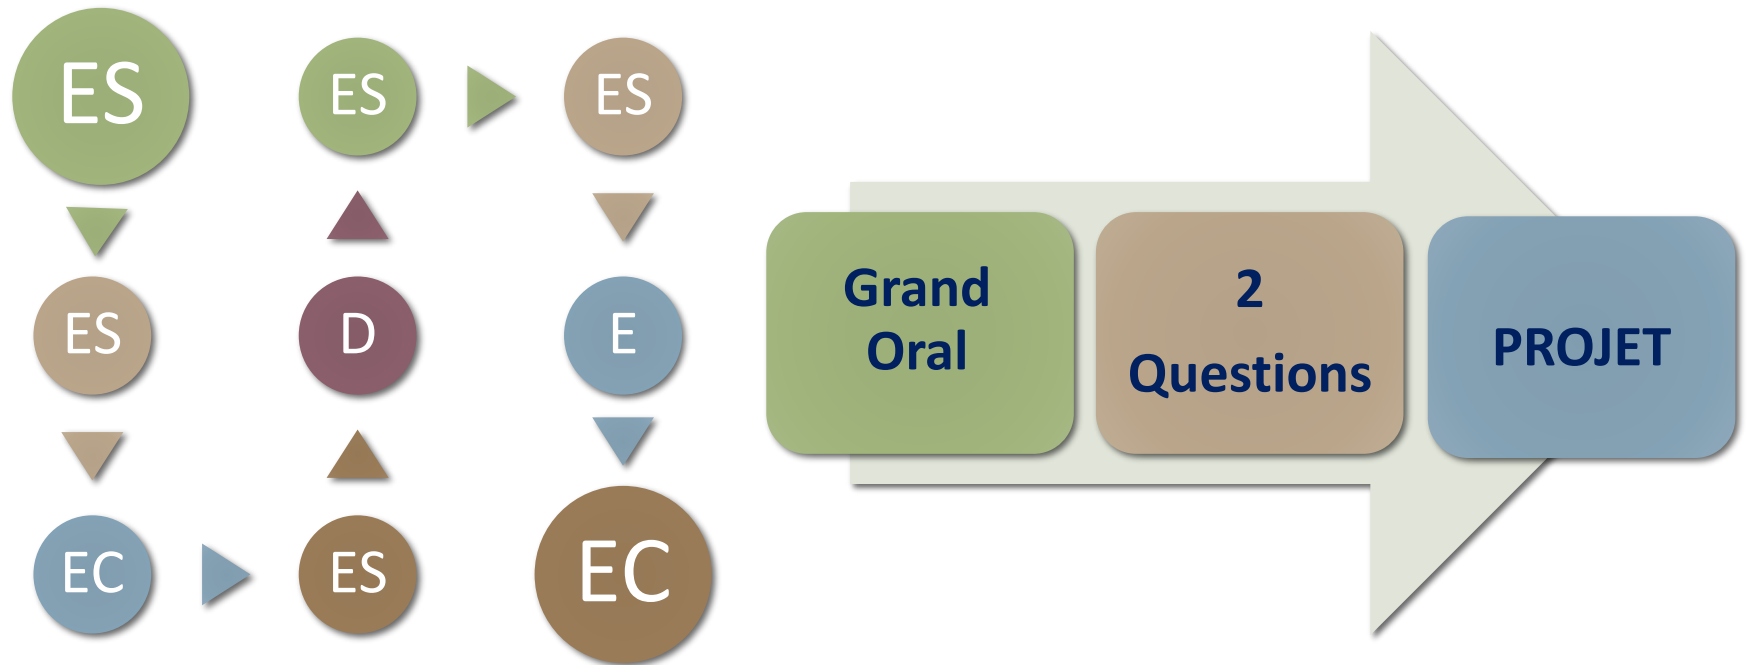 ES
ES
EC
ES
D
ES
ES
E
EC
Grand
Oral
2
Questions
PROJET